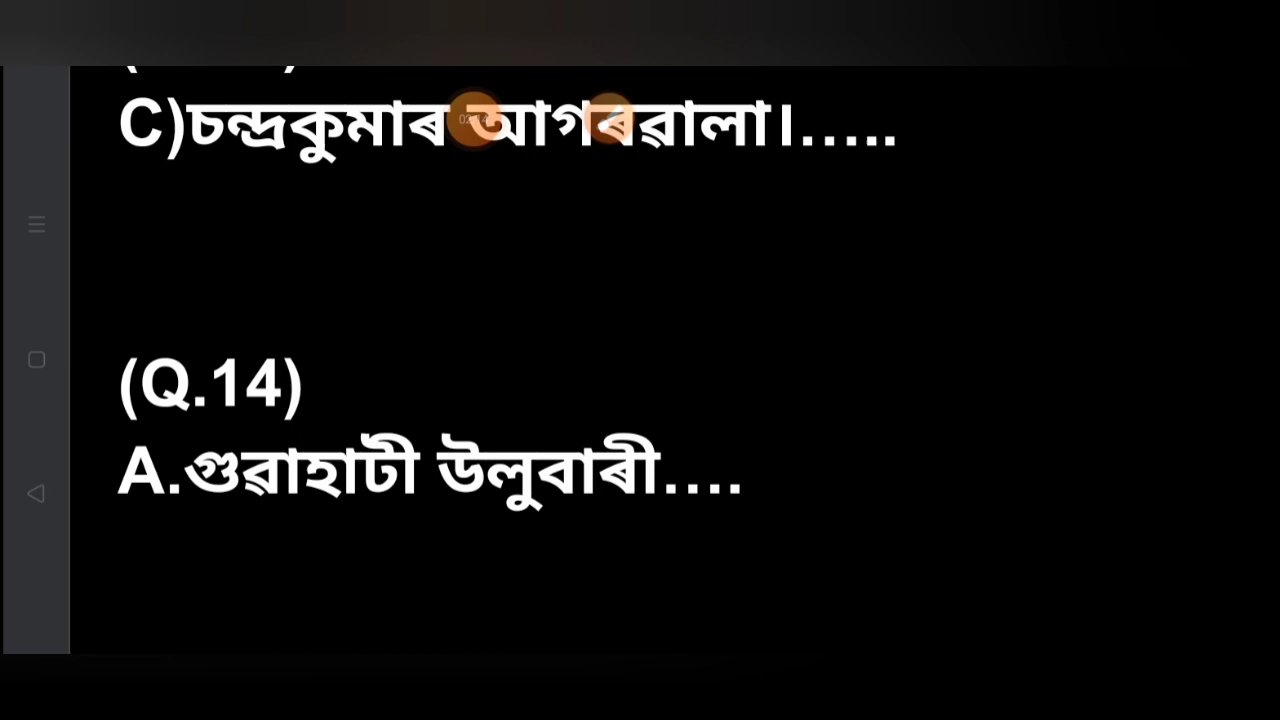 C)চন্দ্ৰকুমাৰ আগৰৱালা।.....
(Q.14)
A.গুৱাহাটী উলুবাৰী....